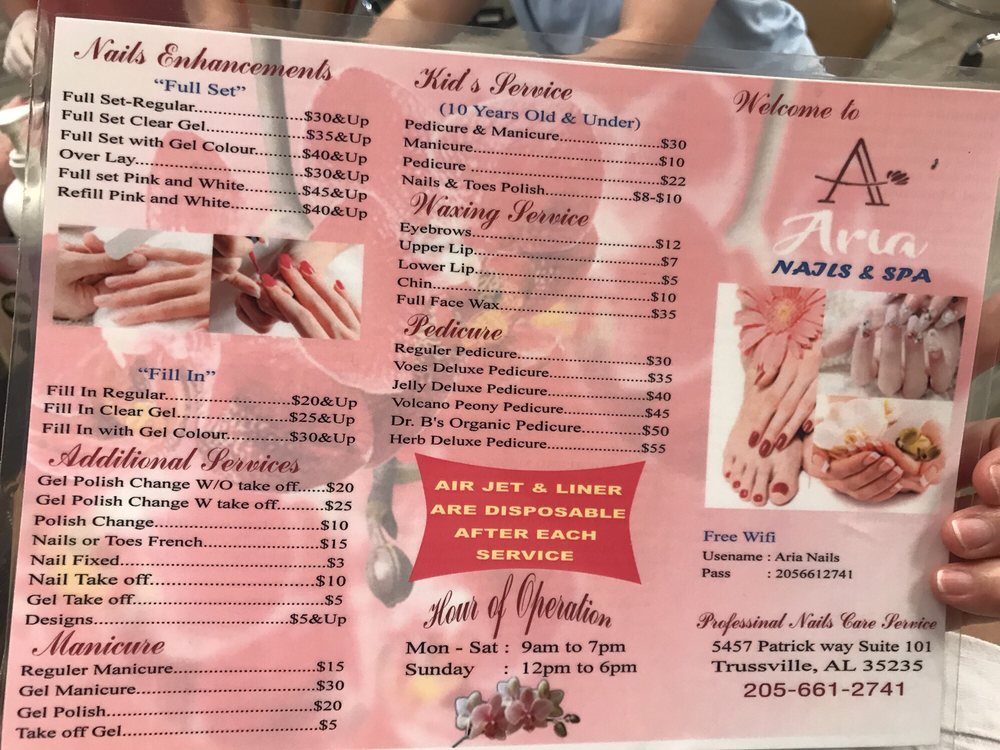 Nails Enhancements
“Full Set”
Full Set-Regular......................$30&Up
Full Set Clear Gel....................$35&Up
Full Set with Gel Colour........$40&Up
Over Lay..............................$30&Up
Full set Pink and White..........$45&Up
Refill Pink and White.............$40&Up
“Fill In”
Fill In Regular........................$20&Up
Fill In Clear Gel.....................$25&Up
Fill In with Gel Colour...........$30&Up
Additional Services
Gel Polish Change W/O take off......$20
Gel Polish Change W take off..........$25
Polish Change................................$10
Nails or Toes French........................$15
Nail Fixed.......................................$3
Nail Take off..................................$10
Gel Take off....................................$5
Designs.....................................$5&Up
Manicure
Reguler Manicure............................$15
Gel Manicure..................................$30
Gel Polish.......................................$20
Take off Gel....................................$5
Kid's Service
(10 Years Old & Under)
Pedicure & Manicure......................$30
Manicure.......................................$10
Pedicure .......................................$22
Nails & Toes Polish....................$8-$10
Waxing Service
Eyebrows.......................................$12
Upper Lip.......................................$7
Lower Lip.......................................$5
Chin..............................................$10
Full Face Wax................................$35
Pedicure
Reguler Pedicure............................$30
Voes Deluxe Pedicure.....................$35
Jelly Deluxe Pedicure.....................$40
Volcano Peony Pedicure.................$45
Dr. B's Organic Pedicure................$50
Herb Deluxe Pedicure....................$55
AIR JET & LINER
ARE DISPOSABLE
AFTER EACH
SERVICE
Hour of Operation
Mon - Sat : 9am to 7pm
Sunday : 12pm to 6pm
Welcome to
A
Aria
NAILS & SPA
Free Wifi
Usename : Aria Nails
Pass : 2056612741
Professinal Nails Care Service
5457 Patrick way Suite 101
Trussville, AL 35235
205-661-2741